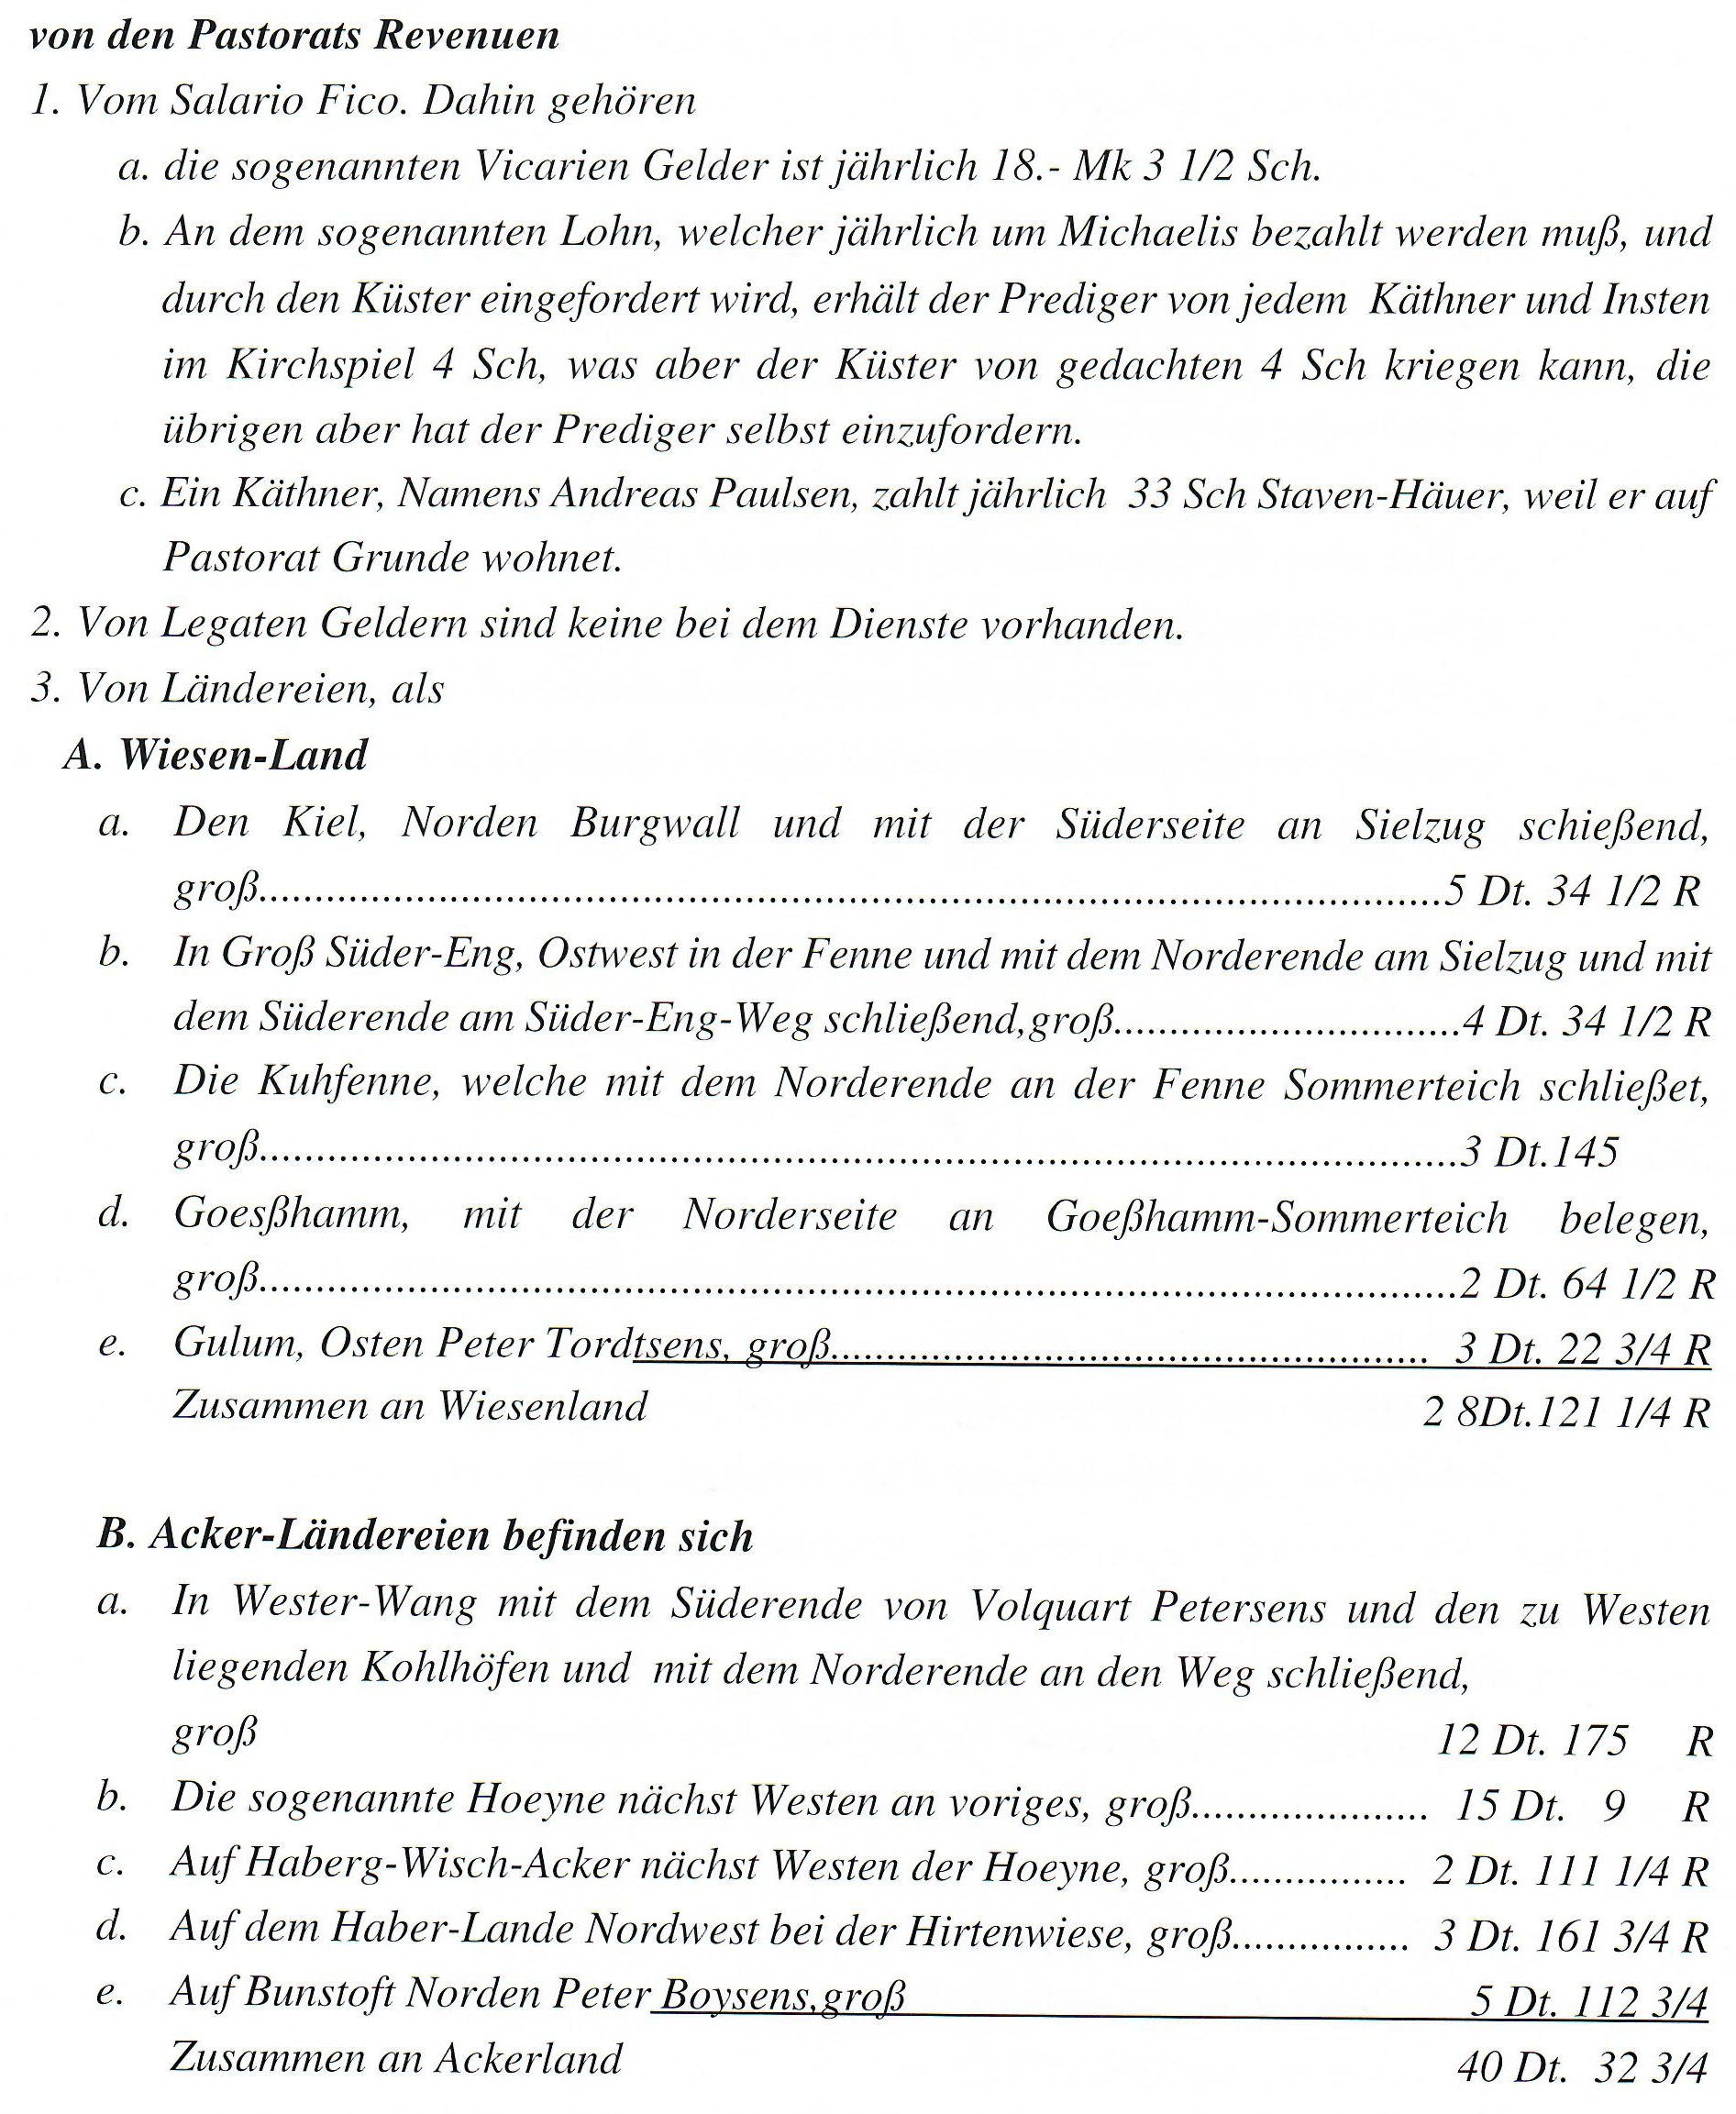 von den Pastorats Revenuen
1. Vom Salario Fico. Dahin gehören
a. die sogenannten Vicarien Gelder ist jährlich 18.- Mk 3 1/2 Sch.
b. An dem sogenannten Lohn, welcher jährlich um Michaelis bezahlt werden muß, und
durch den Küster eingefordert wird, erhält der Prediger von jedem Käthner und Insten
im Kirchspiel 4 Sch, was aber der Küster von gedachten 4 Sch kriegen kann, die
übrigen aber hat der Prediger selbst einzufordern.
c. Ein Käthner, Namens Andreas Paulsen, zahlt jährlich 33 Sch Staven-Häuer, weil er auf
Pastorat Grunde wohnet.
2. Von Legaten Geldern sind keine bei dem Dienste vorhanden.
3. Von Ländereien, als
A. Wiesen-Land
a. Den Kiel, Norden Burgwall und mit der Süderseite an Sielzug schießend,
groß..........................................................................................................5 Dt. 34 1/2 R
b. In Groß Süder-Eng, Ostwest in der Fenne und mit dem Norderende am Sielzug und mit
dem Süderende am Süder-Eng-Weg schließend,groß...............................4 Dt. 34 1/2 R
c. Die Kuhfenne, welche mit dem Norderende an der Fenne Sommerteich schließet,
groß...........................................................................................................3 Dt.145
d. Goesßhamm, mit der Norderseite an Goeßhamm-Sommerteich belegen,
groß...........................................................................................................2 Dt. 64 1/2 R
e. Gulum, Osten Peter Tordtsens, groß..................................................... 3 Dt. 22 3/4 R
Zusammen an Wiesenland 2 8Dt.121 1/4 R
B. Acker-Ländereien befinden sich
a. In Wester-Wang mit dem Süderende von Volquart Petersens und den zu Westen
liegenden Kohlhöfen und mit dem Norderende an den Weg schließend,
groß 12 Dt. 175 R
b. Die sogenannte Hoeyne nächst Westen an voriges, groß..................... 15 Dt. 9 R
c. Auf Haberg-Wisch-Acker nächst Westen der Hoeyne, groß................ 2 Dt. 111 1/4 R
d. Auf dem Haber-Lande Nordwest bei der Hirtenwiese, groß................ 3 Dt. 161 3/4 R
e. Auf Bunstoft Norden Peter Boysens,groß 5 Dt. 112 3/4
Zusammen an Ackerland 40 Dt. 32 3/4